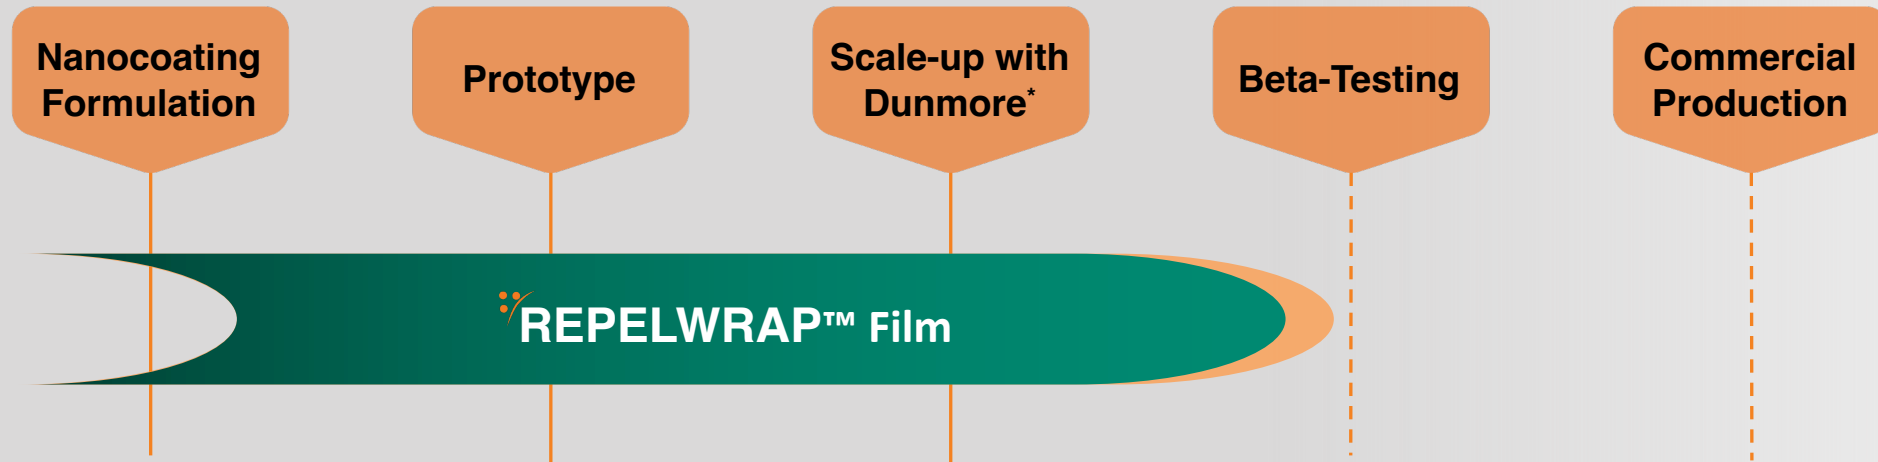 Nanocoating
Formulation
Prototype
Scale-up with
Dunmore*
Beta-Testing
Commercial
Production
REPELWRAP™ Film